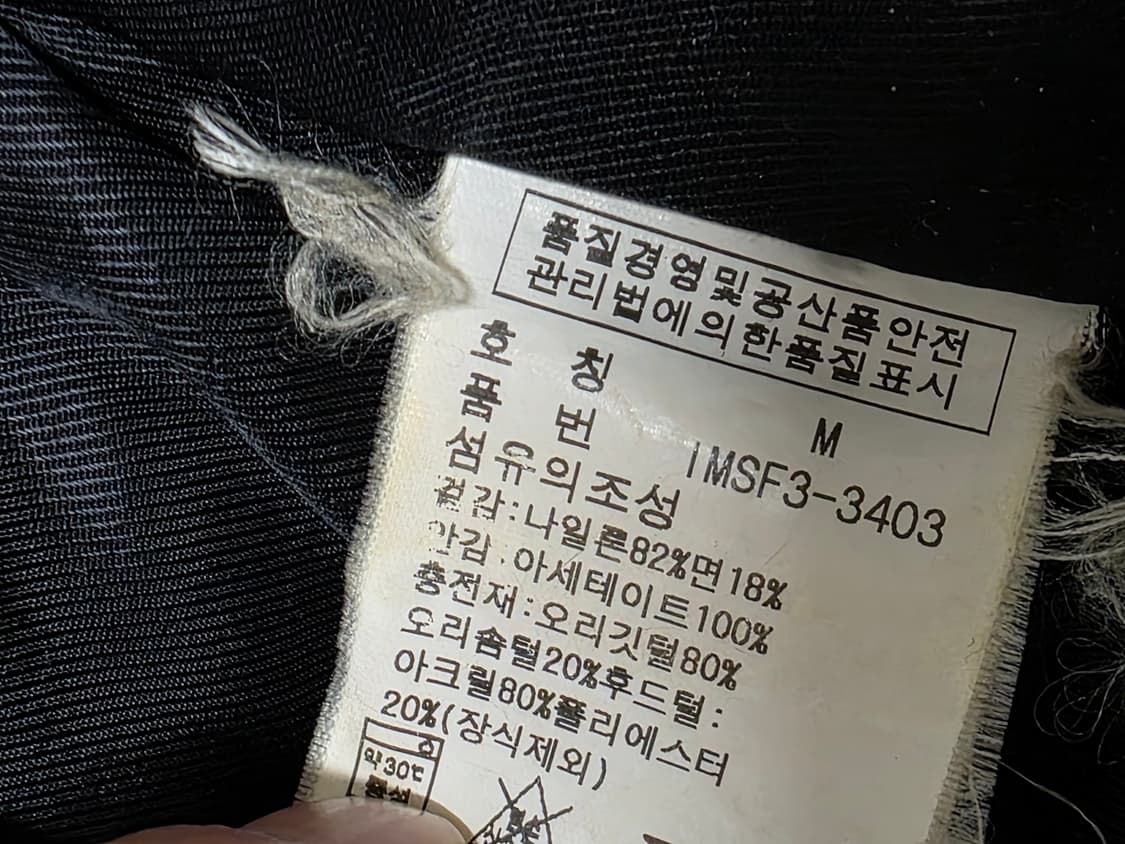 품질경영및공산품안전
관리법에의한품질표시
호 칭 M
품 번 IMSF3-3403
섬유의조성
겉감:나일론82%면18%
안감:아세테이트100%
충전재:오리깃털80%
오리솜털20%후드털:
아크릴80%폴리에스터
20%(장식제외)
약30℃